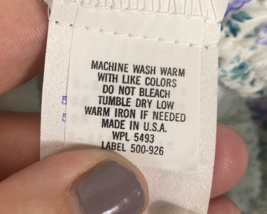 MACHINE WASH WARM
WITH LIKE COLORS
DO NOT BLEACH
TUMBLE DRY LOW
WARM IRON IF NEEDED
MADE IN U.S.A.
WPL 5493
LABEL 500-926